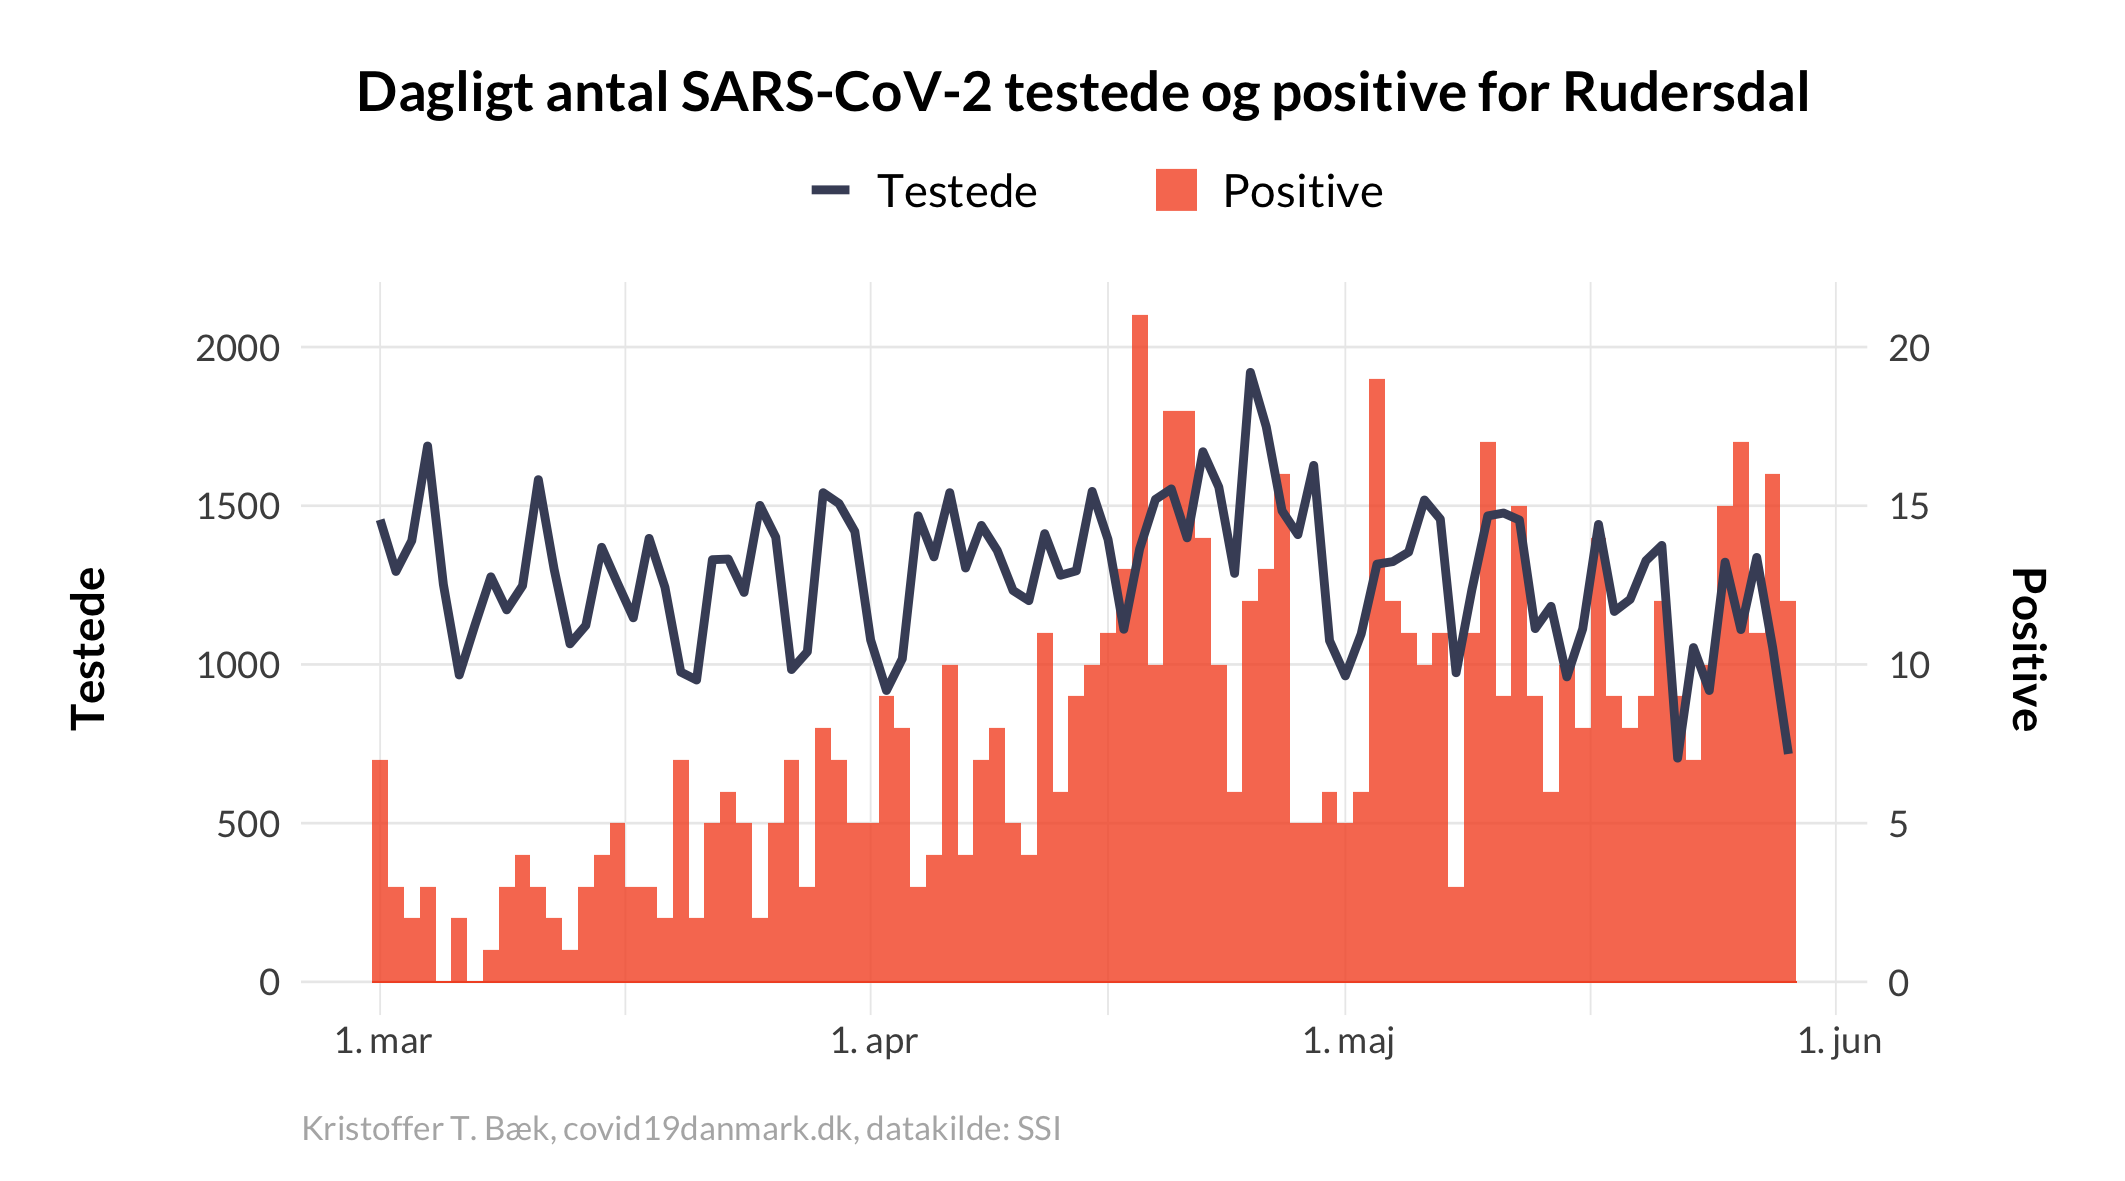 Dagligt antal SARS-CoV-2 testede og positive for Rudersdal
Testede
Positive
2000
1500
1000
500
0
Testede
20
15
10
5
0
Positive
1. mar
1. apr
1. maj
1. jun
Kristoffer T. Bæk, covid19danmark.dk, datakilde: SSI